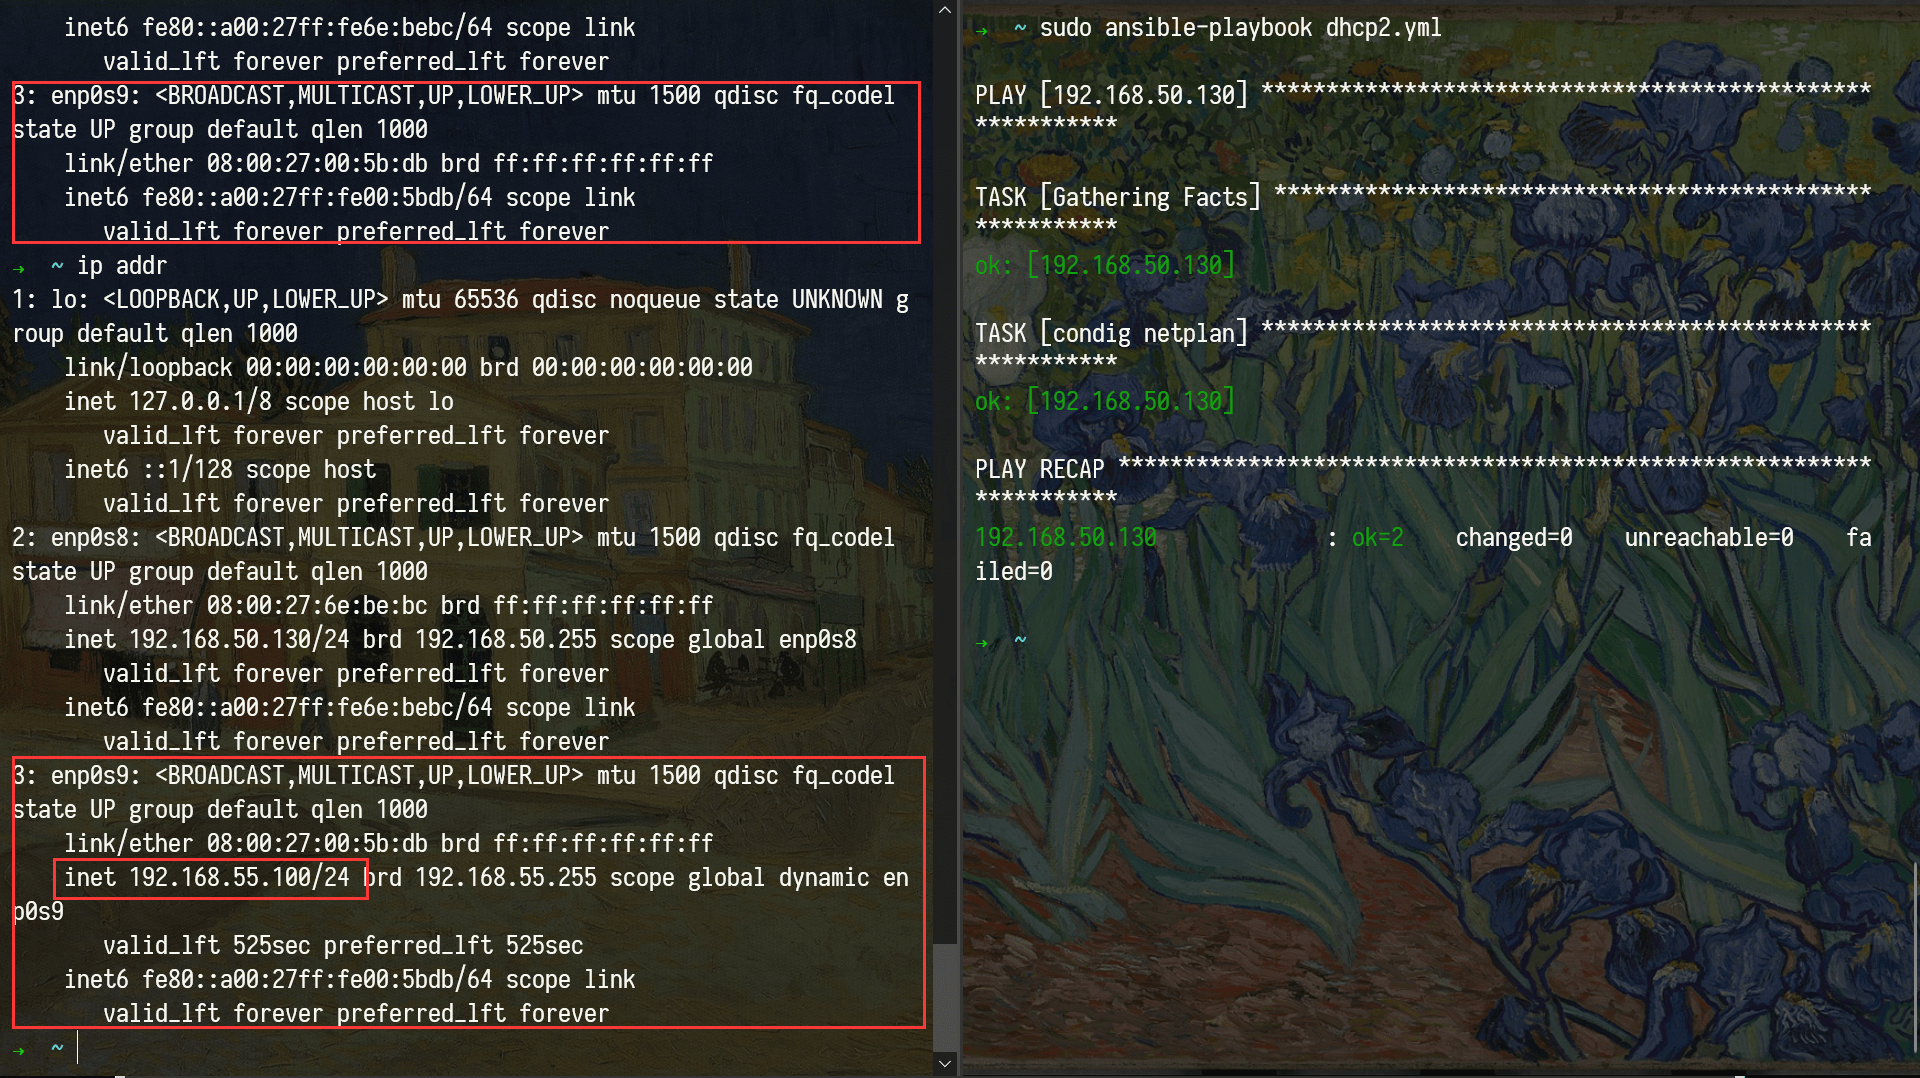 inet6 fe80::a00:27ff:fe6e:bebc/64 scope link
valid_lft forever preferred_lft forever
3: enp0s9: <BROADCAST,MULTICAST,UP,LOWER_UP> mtu 1500 qdisc fq_codel
state UP group default qlen 1000
link/ether 08:00:27:00:5b:db brd ff:ff:ff:ff:ff:ff
inet6 fe80::a00:27ff:fe00:5bdb/64 scope link
valid_lft forever preferred_lft forever
→ ~ ip addr
1: lo: <LOOPBACK,UP,LOWER_UP> mtu 65536 qdisc noqueue state UNKNOWN g
roup default qlen 1000
link/loopback 00:00:00:00:00:00 brd 00:00:00:00:00:00
inet 127.0.0.1/8 scope host lo
valid_lft forever preferred_lft forever
inet6 ::1/128 scope host
valid_lft forever preferred_lft forever
2: enp0s8: <BROADCAST,MULTICAST,UP,LOWER_UP> mtu 1500 qdisc fq_codel
state UP group default qlen 1000
link/ether 08:00:27:6e:be:bc brd ff:ff:ff:ff:ff:ff
inet 192.168.50.130/24 brd 192.168.50.255 scope global enp0s8
valid_lft forever preferred_lft forever
inet6 fe80::a00:27ff:fe6e:bebc/64 scope link
valid_lft forever preferred_lft forever
3: enp0s9: <BROADCAST,MULTICAST,UP,LOWER_UP> mtu 1500 qdisc fq_codel
state UP group default qlen 1000
link/ether 08:00:27:00:5b:db brd ff:ff:ff:ff:ff:ff
inet 192.168.55.100/24 brd 192.168.55.255 scope global dynamic en
p0s9
valid_lft 525sec preferred_lft 525sec
inet6 fe80::a00:27ff:fe00:5bdb/64 scope link
valid_lft forever preferred_lft forever
→ ~
→ ~ sudo ansible-playbook dhcp2.yml
PLAY [192.168.50.130] ***********************************************
***********
TASK [Gathering Facts] **********************************************
***********
ok: [192.168.50.130]
TASK [condig netplan] ***********************************************
***********
ok: [192.168.50.130]
PLAY RECAP **********************************************************
***********
192.168.50.130 : ok=2 changed=0 unreachable=0 fa
iled=0
→ ~